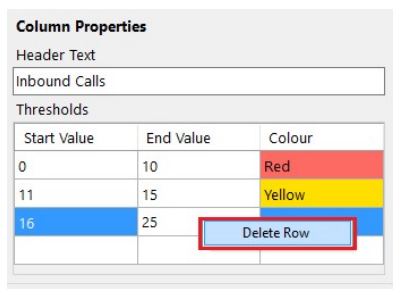 Column Properties
Header Text
Inbound Calls
Thresholds
Start Value End Value Colour
0 10 Red
11 15 Yellow
16 25
Delete Row